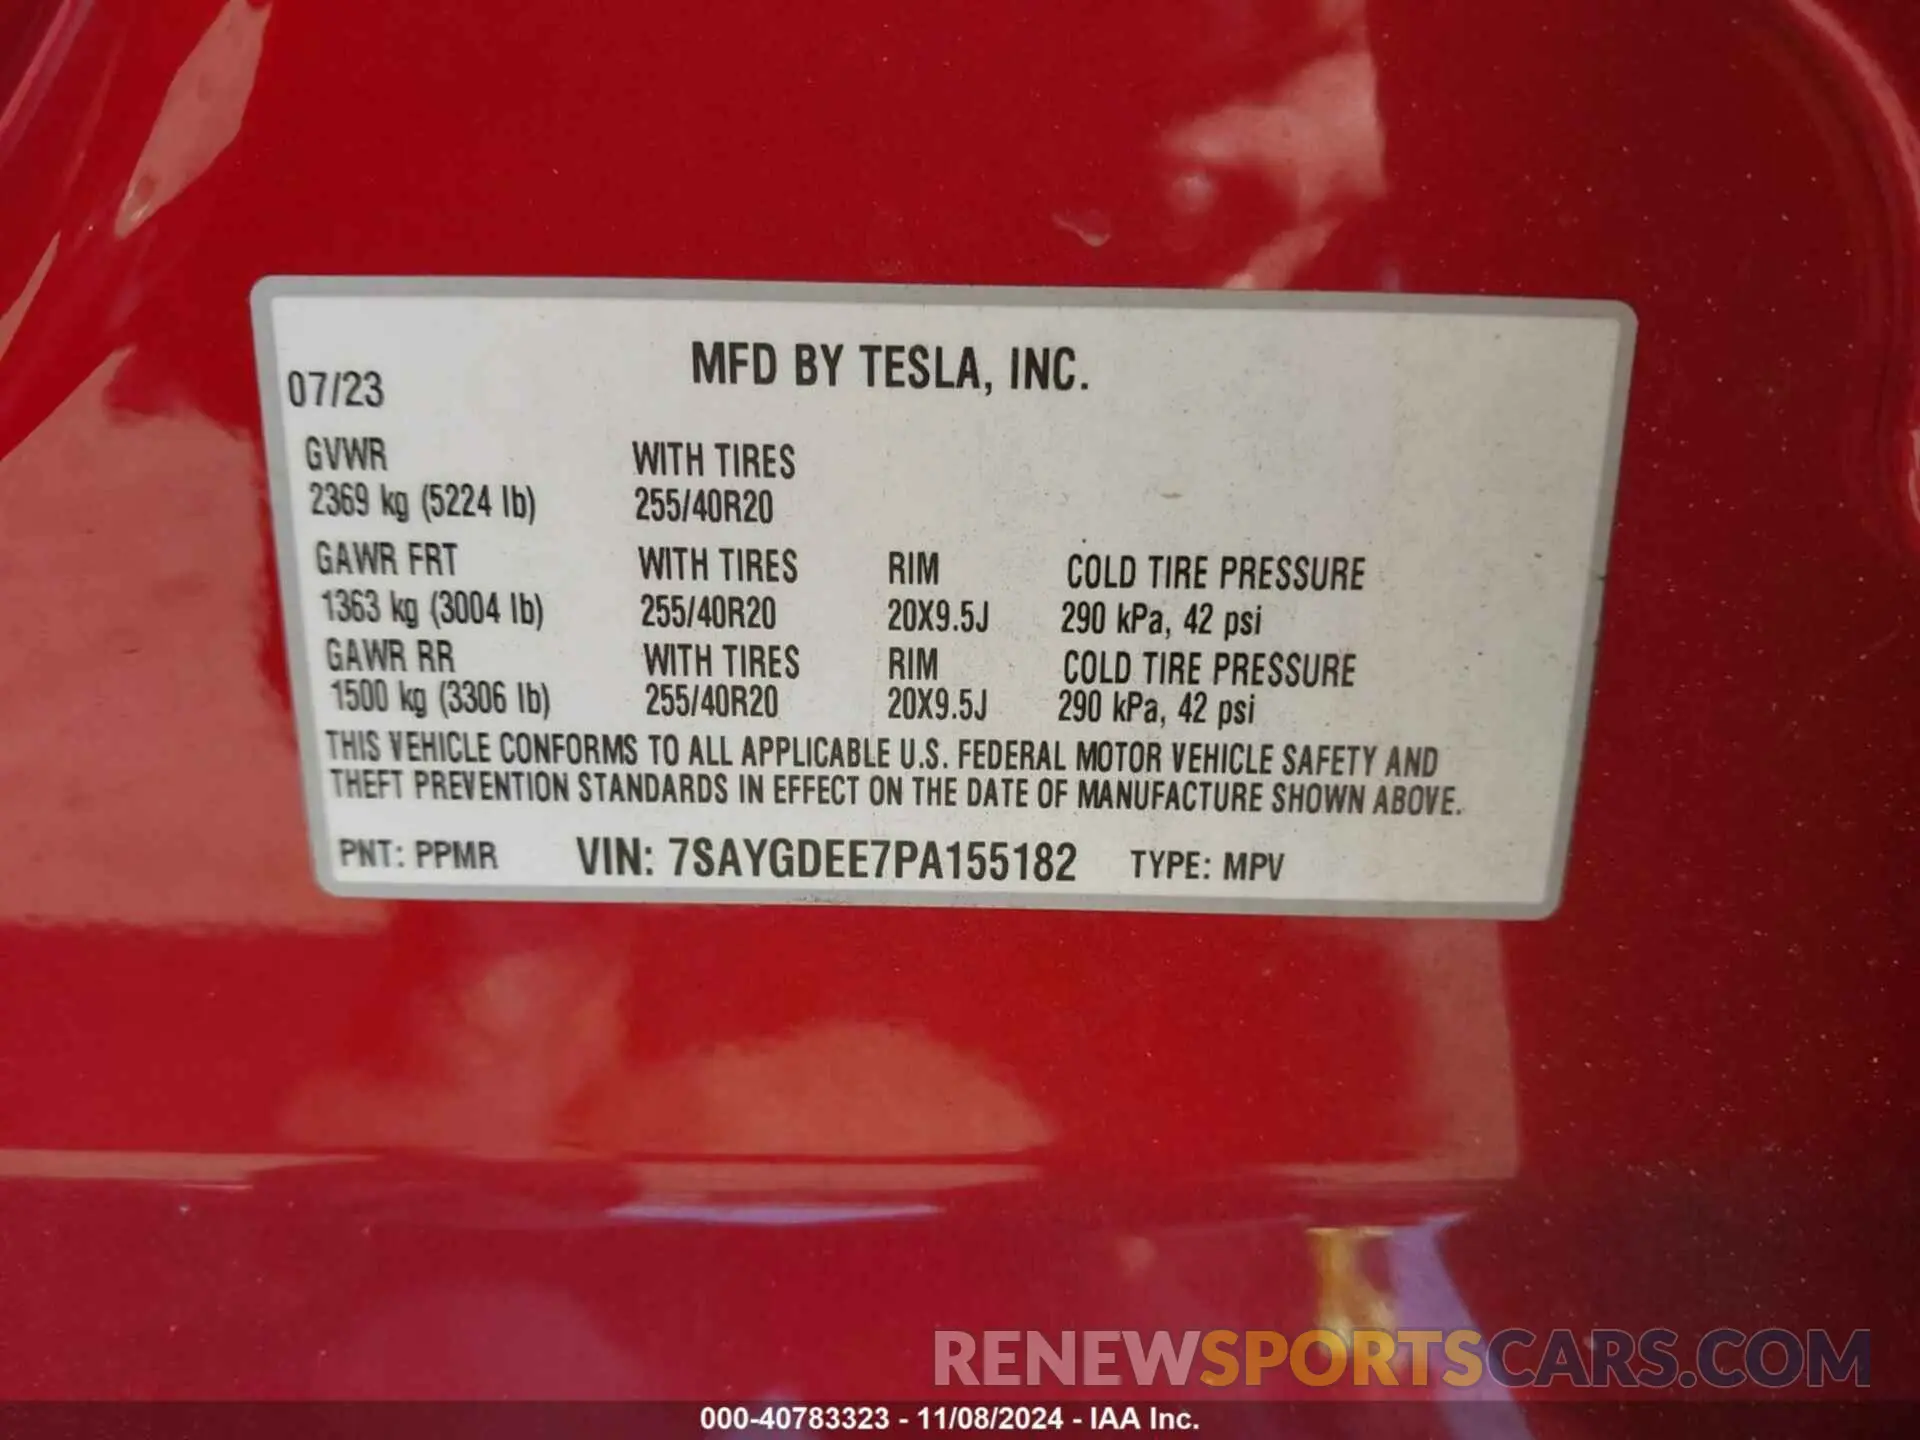 MFD BY TESLA, INC.
07/23
GVWR WITH TIRES
2369 kg (5224 lb) 255/40R20
GAWR FRT WITH TIRES RIM COLD TIRE PRESSURE
1363 kg (3004 lb) 255/40R20 20X9.5J 290 kPa, 42 psi
GAWR RR WITH TIRES RIM COLD TIRE PRESSURE
1500 kg (3306 lb) 255/40R20 20X9.5J 290 kPa, 42 psi
THIS VEHICLE CONFORMS TO ALL APPLICABLE U.S. FEDERAL MOTOR VEHICLE SAFETY AND
THEFT PREVENTION STANDARDS IN EFFECT ON THE DATE OF MANUFACTURE SHOWN ABOVE.
PNT: PPMR VIN: 7SAYGDEE7PA155182 TYPE: MPV
RENEWSPORTSCARS.COM
000-40783323 - 11/08/2024 - IAA Inc.